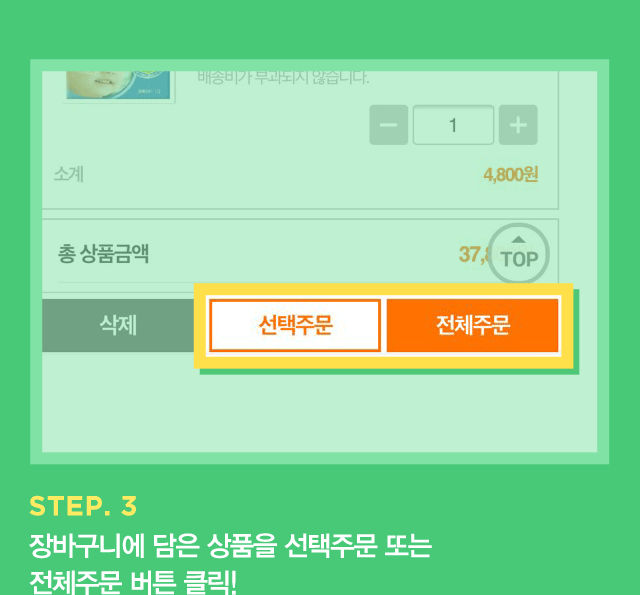 배송비가 부과되지 않습니다.
1
소계 4,800원
총 상품금액
TOP
삭제 선택주문 전체주문
STEP. 3
장바구니에 담은 상품을 선택주문 또는
전체주문 버튼 클릭!